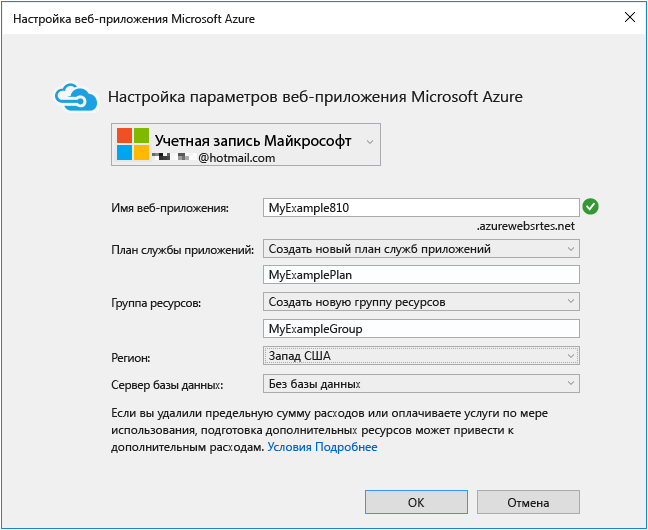 Настройка веб-приложения Microsoft Azure
Настройка параметров веб-приложения Microsoft Azure
Учетная запись Майкрософт
@hotmail.com
Имя веб-приложения: MyExample810
.azurewebsrtes.net
План службы приложений: Создать новый план служб приложений
MyExamplePlan
Группа ресурсов: Создать новую группу ресурсов
MyExampleGroup
Регион: Запад США
Сервер базы данных: Без базы данных
Если вы удалили предельную сумму расходов или оплачиваете услуги по мере
использования, подготовка дополнительных ресурсов может привести к
дополнительным расходам. Условия Подробнее
ОК Отмена